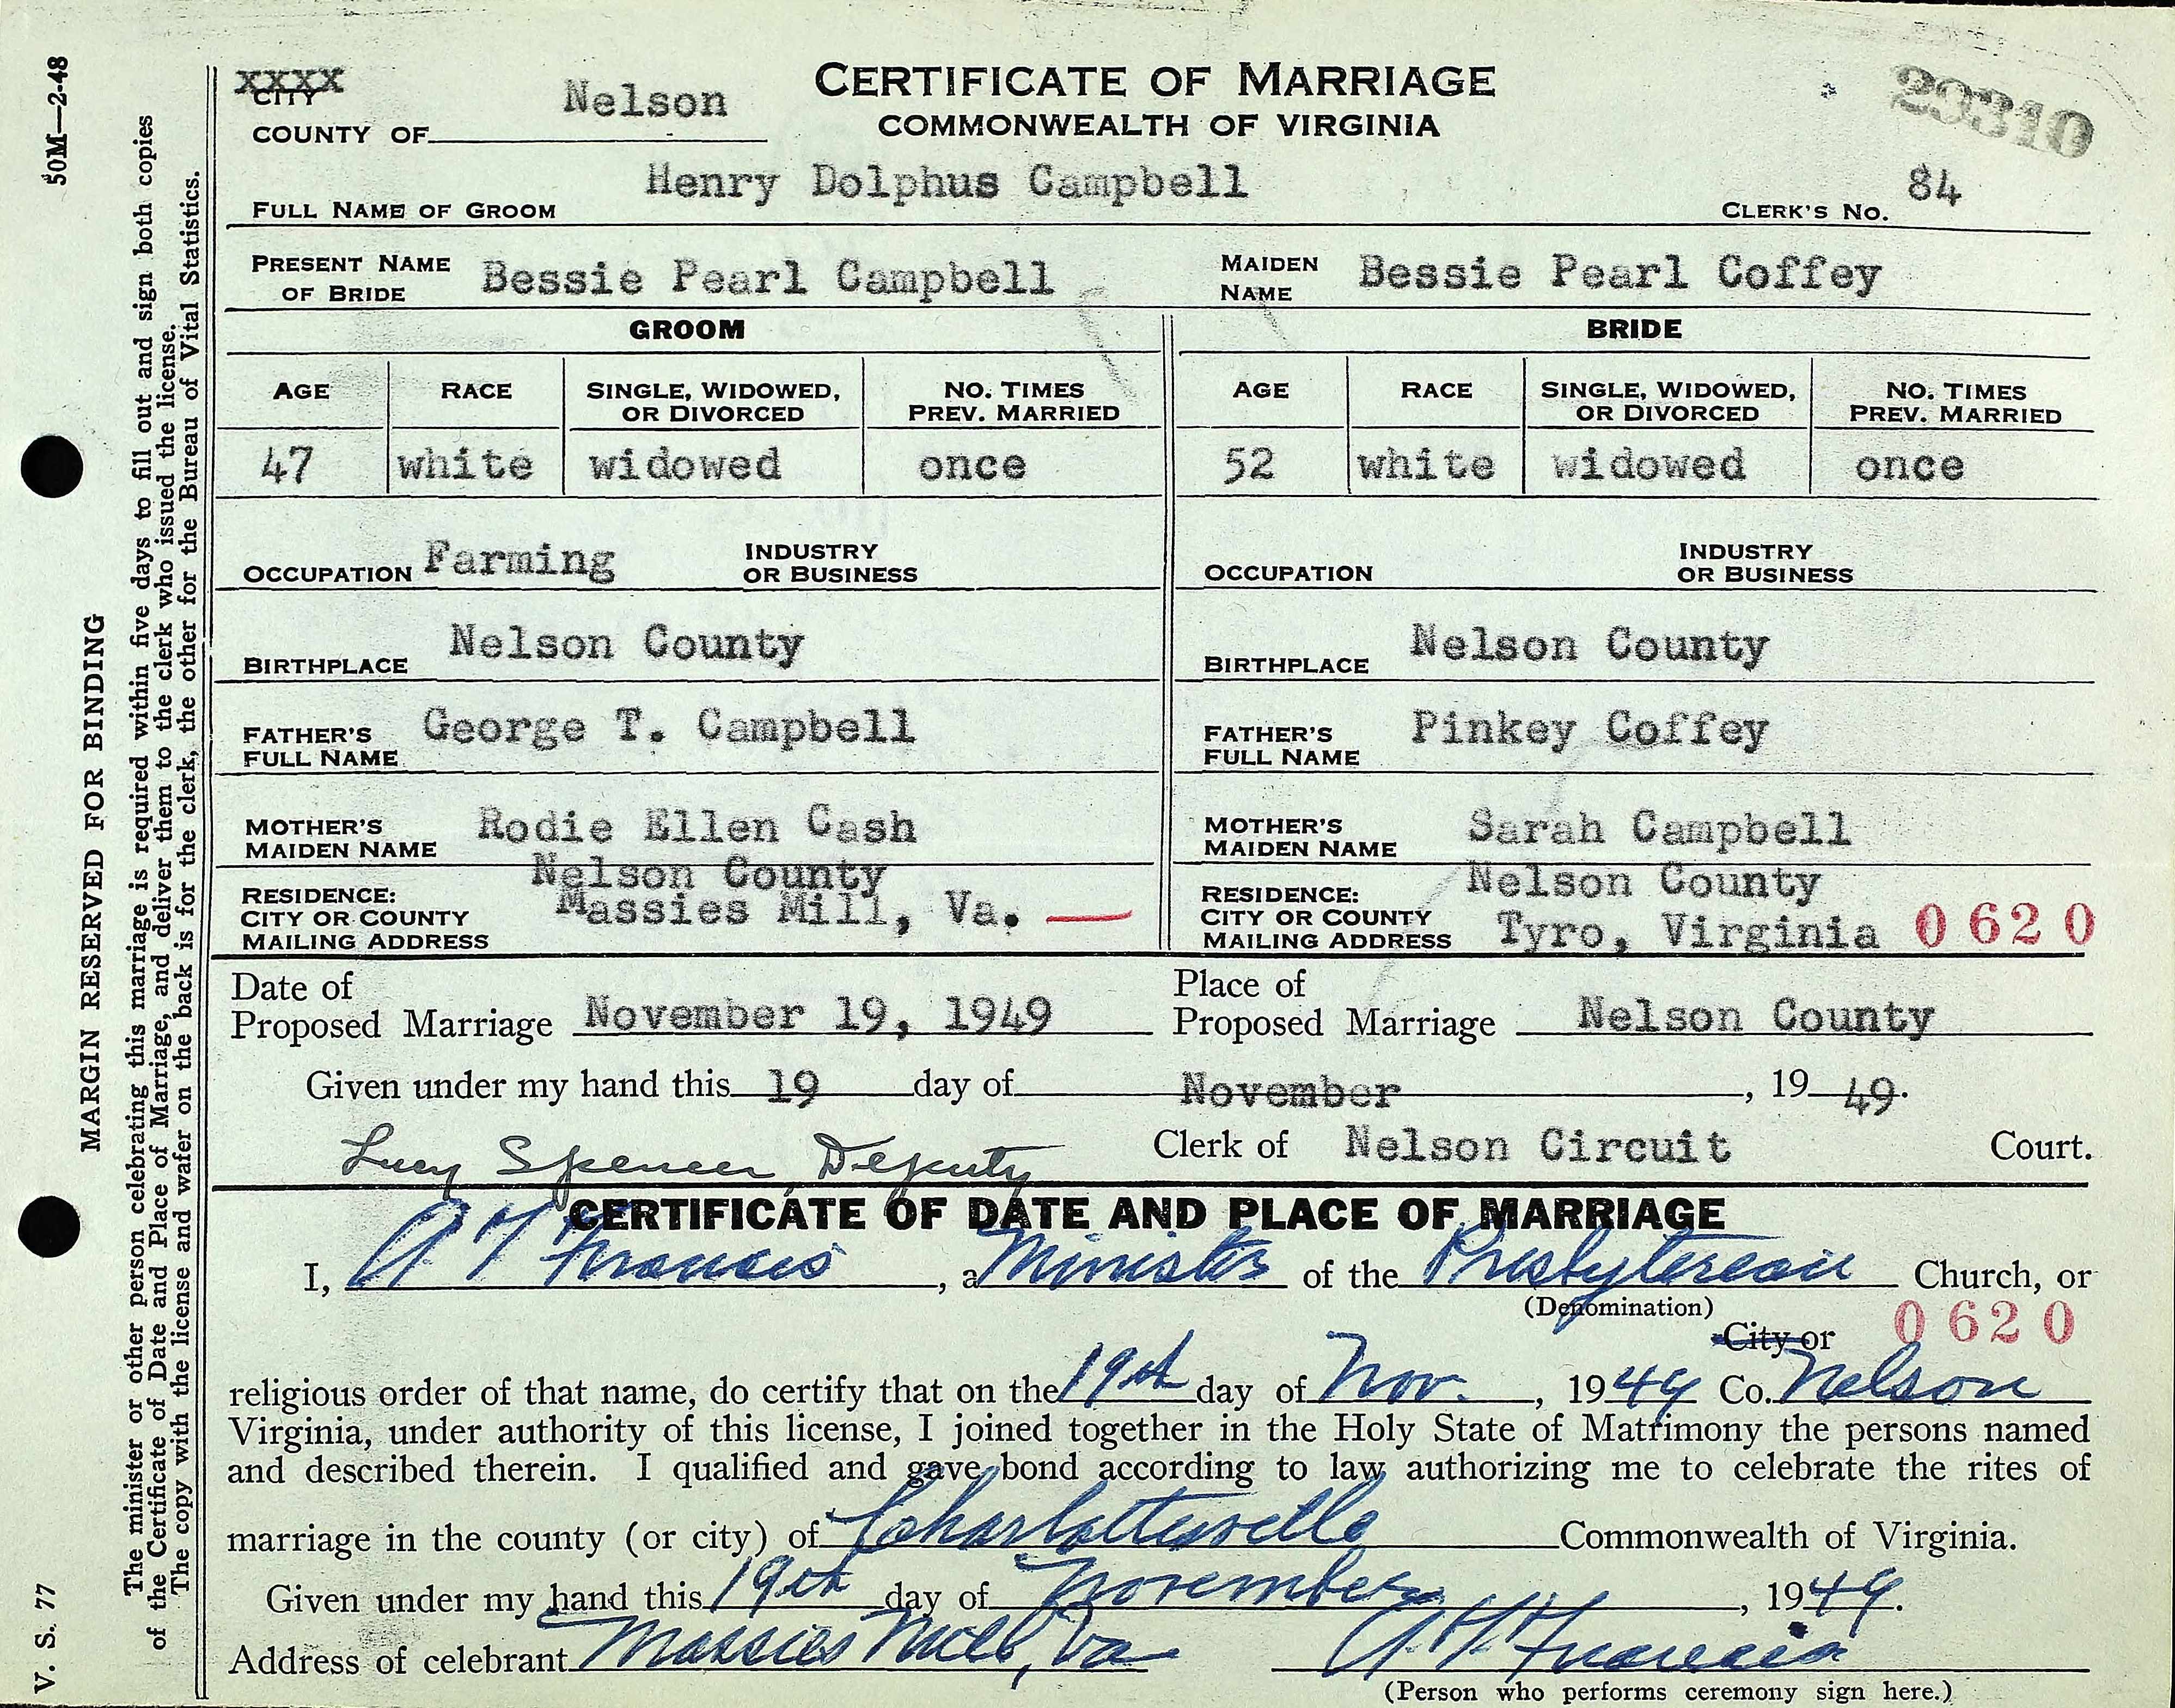 50M—2-48
MARGIN RESERVED FOR BINDING
V. S. 77
The minister or other person celebrating this marriage is required within five days to fill out and sign both copies
of the Certificate of Date and Place of Marriage, and deliver them to the clerk who issued the license.
The copy with the license and wafer on the back is for the clerk, the other for the Bureau of Vital Statistics.
XXXX
CITY
COUNTY OF Nelson
CERTIFICATE OF MARRIAGE
COMMONWEALTH OF VIRGINIA
29310
FULL NAME OF GROOM Henry Dolphus Campbell CLERK'S No. 84
PRESENT NAME OF BRIDE Bessie Pearl Campbell MAIDEN NAME Bessie Pearl Coffey
GROOM BRIDE
AGE RACE SINGLE, WIDOWED, OR DIVORCED NO. TIMES PREV. MARRIED AGE RACE SINGLE, WIDOWED, OR DIVORCED NO. TIMES PREV. MARRIED
47 white widowed once 52 white widowed once
OCCUPATION Farming INDUSTRY OR BUSINESS OCCUPATION INDUSTRY OR BUSINESS
BIRTHPLACE Nelson County BIRTHPLACE Nelson County
FATHER'S FULL NAME George T. Campbell FATHER'S FULL NAME Pinkey Coffey
MOTHER'S MAIDEN NAME Rodie Ellen Cash MOTHER'S MAIDEN NAME Sarah Campbell
RESIDENCE: CITY OR COUNTY Nelson County RESIDENCE: CITY OR COUNTY Nelson County
MAILING ADDRESS Massies Mill, Va. MAILING ADDRESS Tyro, Virginia 0620
Date of Proposed Marriage November 19, 1949 Place of Proposed Marriage Nelson County
Given under my hand this 19 day of November, 1949.
Lucy Spencer Deputy Clerk of Nelson Circuit Court.
CERTIFICATE OF DATE AND PLACE OF MARRIAGE
I, Francis, a Minister of the Presbyterean Church, or
(Denomination)
City or 0620
religious order of that name, do certify that on the 19th day of Nov., 1949 Co. Nelson
Virginia, under authority of this license, I joined together in the Holy State of Matrimony the persons named
and described therein. I qualified and gave bond according to law authorizing me to celebrate the rites of
marriage in the county (or city) of Charlottesville Commonwealth of Virginia.
Given under my hand this 19th day of November, 1949.
Address of celebrant Massies Mill, Va Francis
(Person who performs ceremony sign here.)